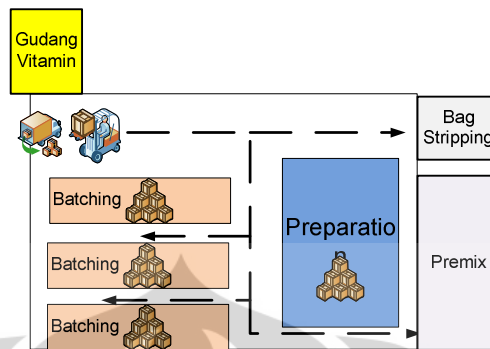 Gudang
Vitamin
Bag
Stripping
Batching
Preparatio
n
Batching
Premix
Batching